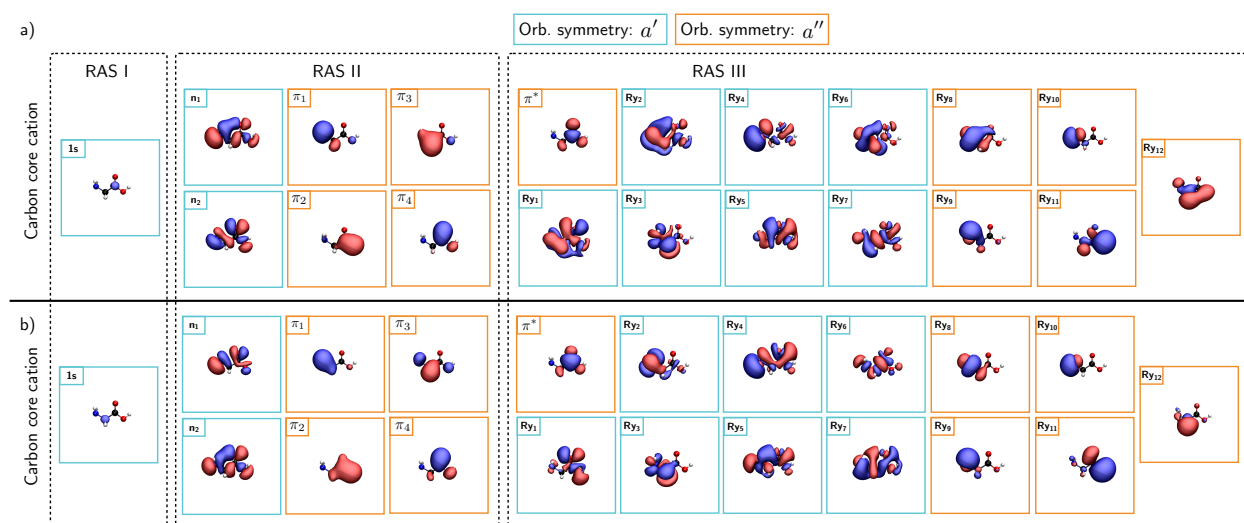 Orb. symmetry: a′ Orb. symmetry: a′′
a)
RAS I RAS II RAS III
Carbon core cation
1s
n₁ π₁ π₃ π* Ry₂ Ry₄ Ry₆ Ry₈ Ry₁₀
Ry₁₂
n₂ π₂ π₄ Ry₁ Ry₃ Ry₅ Ry₇ Ry₉ Ry₁₁
b)
Carbon core cation
1s
n₁ π₁ π₃ π* Ry₂ Ry₄ Ry₆ Ry₈ Ry₁₀
Ry₁₂
n₂ π₂ π₄ Ry₁ Ry₃ Ry₅ Ry₇ Ry₉ Ry₁₁